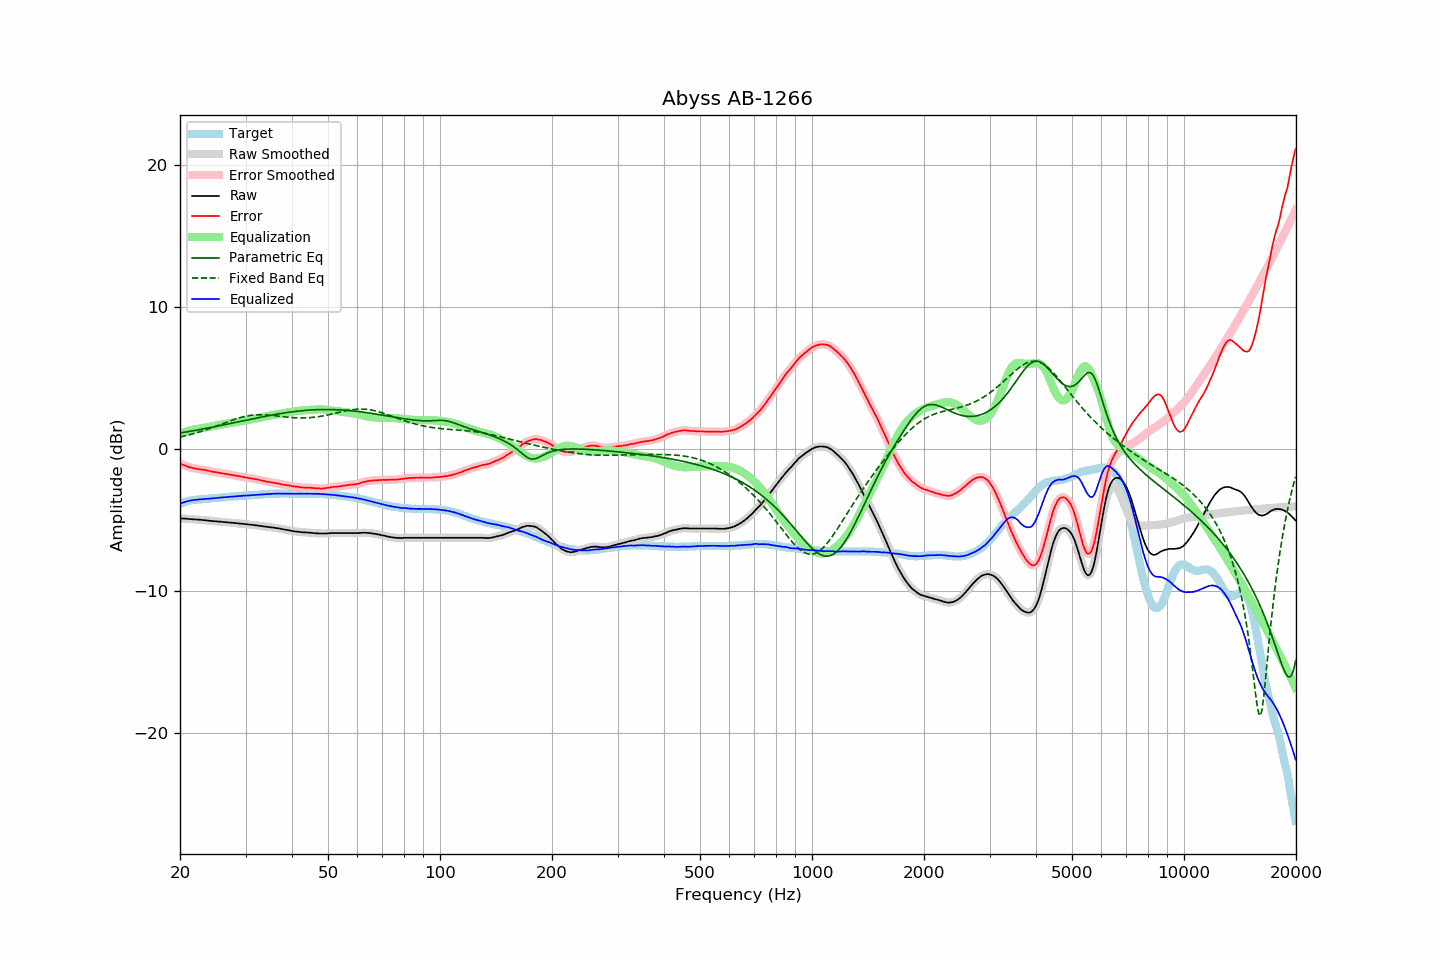 Abyss AB-1266
Target
Raw Smoothed
Error Smoothed
Raw
Error
Equalization
Parametric Eq
Fixed Band Eq
Equalized
20
10
0
−10
−20
Amplitude (dBr)
20 50 100 200 500 1000 2000 5000 10000 20000
Frequency (Hz)